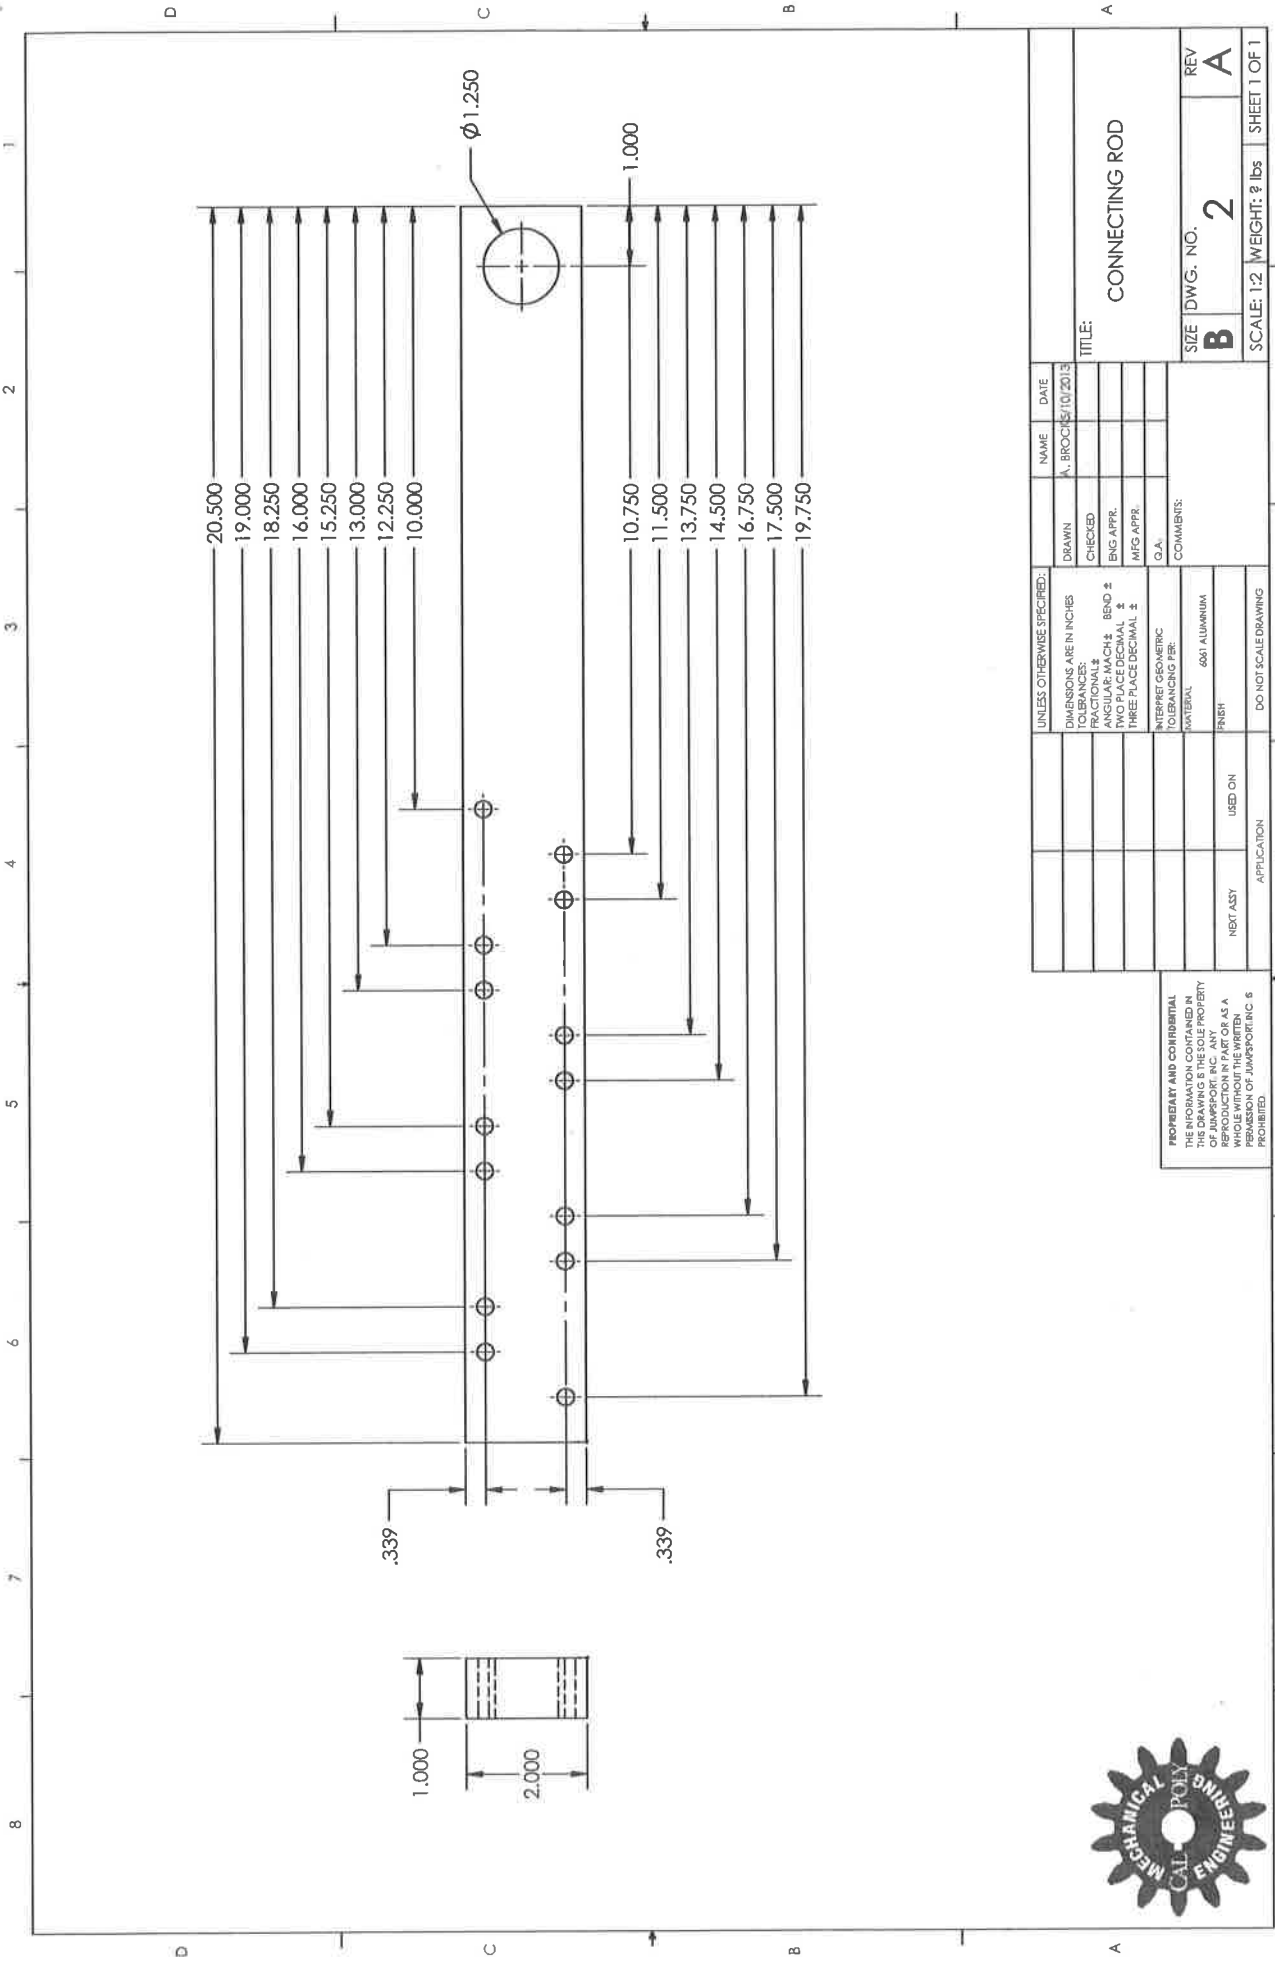 8
7
6
5
4
3
2
1
D
C
B
A
D
C
B
A
20.500
19.000
18.250
16.000
15.250
13.000
12.250
10.000
Ø1.250
1.000
10.750
11.500
13.750
14.500
16.750
17.500
19.750
.339
.339
1.000
2.000
MECHANICAL
CAL POLY
ENGINEERING
PROPRIETARY AND CONFIDENTIAL
THE INFORMATION CONTAINED IN
THIS DRAWING IS THE SOLE PROPERTY
OF JUMPSPORT, INC. ANY
REPRODUCTION IN PART OR AS A
WHOLE WITHOUT THE WRITTEN
PERMISSION OF JUMPSPORT, INC. IS
PROHIBITED.
NEXT ASSY
USED ON
APPLICATION
UNLESS OTHERWISE SPECIFIED:
DIMENSIONS ARE IN INCHES
TOLERANCES:
FRACTIONAL ±
ANGULAR: MACH ± BEND ±
TWO PLACE DECIMAL ±
THREE PLACE DECIMAL ±
INTERPRET GEOMETRIC
TOLERANCING PER:
MATERIAL
6061 ALUMINUM
FINISH
DO NOT SCALE DRAWING
NAME
DATE
DRAWN
A. BROCK
5/10/2013
CHECKED
ENG APPR.
MFG APPR.
Q.A.
COMMENTS:
TITLE:
CONNECTING ROD
SIZE
B
DWG. NO.
2
REV
A
SCALE: 1:2
WEIGHT: ? lbs
SHEET 1 OF 1